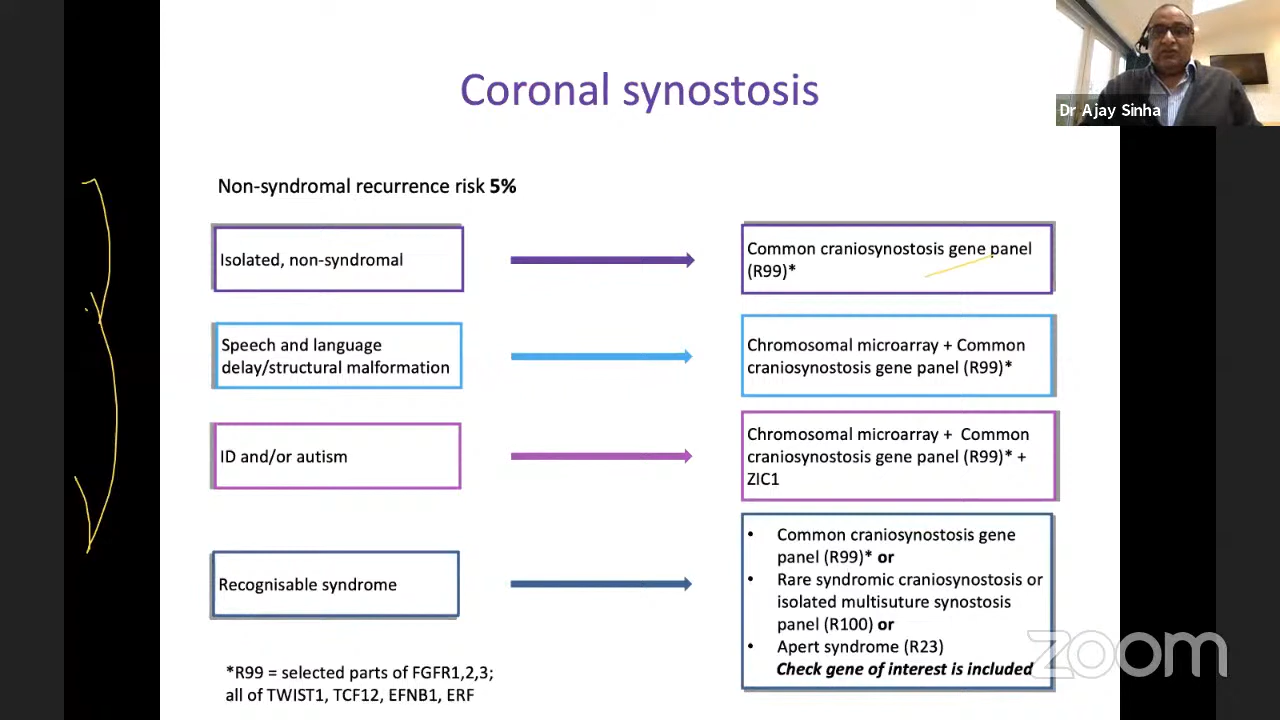 Coronal synostosis
Dr Ajay Sinha
Non-syndromal recurrence risk 5%
Isolated, non-syndromal
Common craniosynostosis gene panel
(R99)*
Speech and language
delay/structural malformation
Chromosomal microarray + Common
craniosynostosis gene panel (R99)*
ID and/or autism
Chromosomal microarray + Common
craniosynostosis gene panel (R99)* +
ZIC1
Recognisable syndrome
• Common craniosynostosis gene
panel (R99)* or
• Rare syndromic craniosynostosis or
isolated multisuture synostosis
panel (R100) or
• Apert syndrome (R23)
Check gene of interest is included
*R99 = selected parts of FGFR1,2,3;
all of TWIST1, TCF12, EFNB1, ERF
zoom